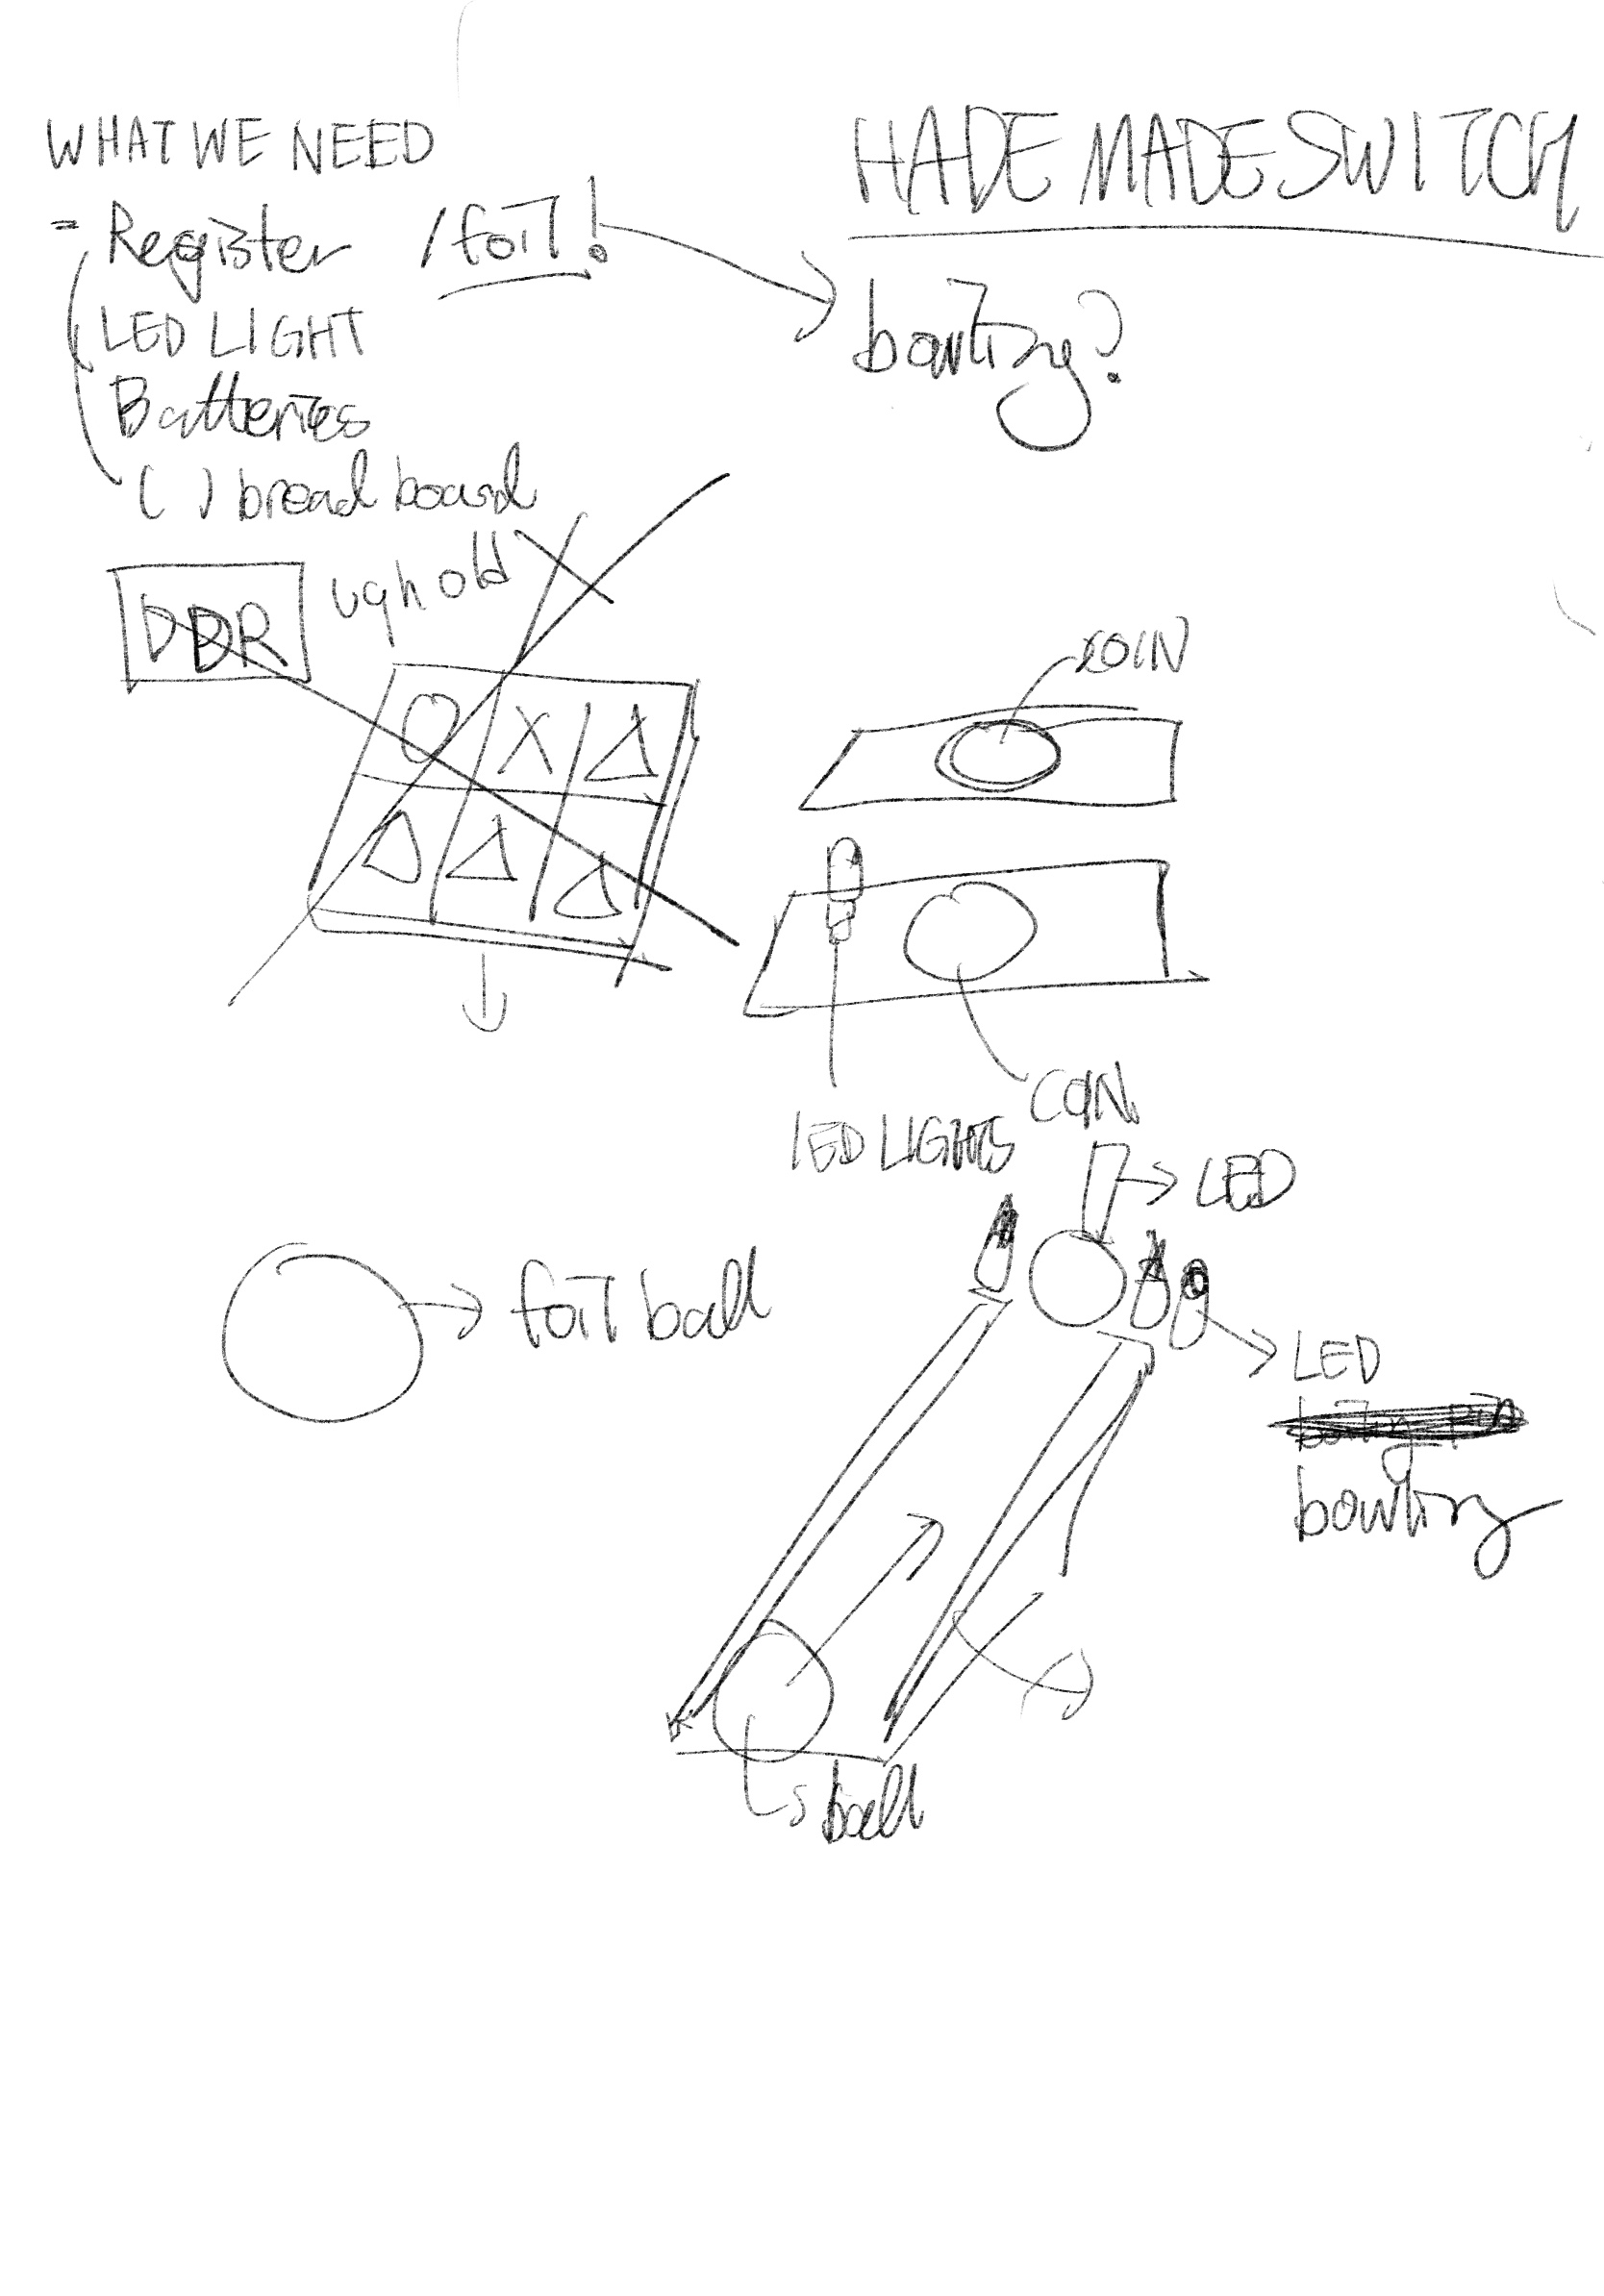 WHAT WE NEED
= Register / foil!
LED LIGHT
Batteries
( ) bread board
HADE MADE SWITCH
bowling?
DDR ugh old
O X △
△ △ △
COIN
LED LIGHTS
COIN
LED
foil ball
LED
bowling
ball